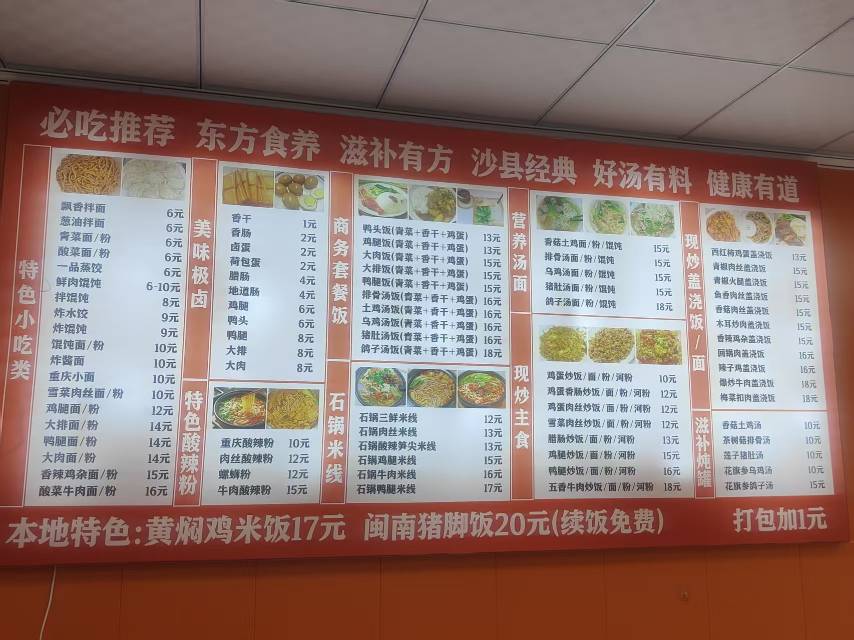 必吃推荐 东方食养 滋补有方 沙县经典 好汤有料 健康有道
特色小吃类
飘香拌面 6元
葱油拌面 6元
青菜面/粉 6元
酸菜面/粉 6元
一品蒸饺 6元
鲜肉馄饨 6-10元
拌馄饨 8元
炸水饺 9元
炸馄饨 9元
馄饨面/粉 10元
炸酱面 10元
重庆小面 10元
雪菜肉丝面/粉 10元
鸡腿面/粉 12元
大排面/粉 14元
鸭腿面/粉 14元
大肉面/粉 14元
香辣鸡杂面/粉 15元
酸菜牛肉面/粉 16元
美味极卤
香干 1元
香肠 2元
卤蛋 2元
荷包蛋 2元
腊肠 4元
地道肠 4元
鸡腿 6元
鸭头 6元
鸭腿 8元
大排 8元
大肉 8元
特色酸辣粉
重庆酸辣粉 10元
肉丝酸辣粉 12元
螺蛳粉 12元
牛肉酸辣粉 15元
商务套餐饭
鸭头饭(青菜+香干+鸡蛋) 13元
鸡腿饭(青菜+香干+鸡蛋) 13元
大肉饭(青菜+香干+鸡蛋) 15元
大排饭(青菜+香干+鸡蛋) 15元
鸭腿饭(青菜+香干+鸡蛋) 15元
排骨汤饭(青菜+香干+鸡蛋) 16元
土鸡汤饭(青菜+香干+鸡蛋) 16元
乌鸡汤饭(青菜+香干+鸡蛋) 16元
猪肚汤饭(青菜+香干+鸡蛋) 16元
鸽子汤饭(青菜+香干+鸡蛋) 18元
石锅米线
石锅三鲜米线 12元
石锅肉丝米线 13元
石锅酸辣笋尖米线 13元
石锅鸡腿米线 15元
石锅牛肉米线 16元
石锅鸭腿米线 17元
营养汤面
香菇土鸡面/粉/馄饨 15元
排骨汤面/粉/馄饨 15元
乌鸡汤面/粉/馄饨 15元
猪肚汤面/粉/馄饨 15元
鸽子汤面/粉/馄饨 18元
现炒主食
鸡蛋炒饭/面/粉/河粉 10元
鸡蛋香肠炒饭/面/粉/河粉 12元
鸡蛋肉丝炒饭/面/粉/河粉 12元
雪菜肉丝炒饭/面/粉/河粉 12元
腊肠炒饭/面/粉/河粉 13元
鸡腿炒饭/面/粉/河粉 15元
鸭腿炒饭/面/粉/河粉 16元
五香牛肉炒饭/面/粉/河粉 18元
现炒盖浇饭/面
西红柿鸡蛋盖浇饭 13元
青椒肉丝盖浇饭 15元
青椒火腿盖浇饭 15元
鱼香肉丝盖浇饭 15元
香菇肉丝盖浇饭 15元
木耳炒肉盖浇饭 15元
香辣鸡杂盖浇饭 15元
回锅肉盖浇饭 16元
辣子鸡盖浇饭 16元
爆炒牛肉盖浇饭 18元
梅菜扣肉盖浇饭 18元
滋补炖罐
香菇土鸡汤 10元
茶树菇排骨汤 10元
莲子猪肚汤 10元
花旗参乌鸡汤 10元
花旗参鸽子汤 15元
本地特色:黄焖鸡米饭17元 闽南猪脚饭20元(续饭免费) 打包加1元